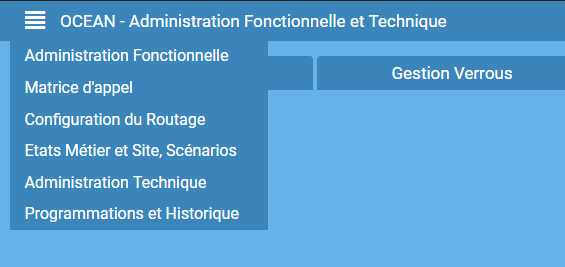 OCEAN - Administration Fonctionnelle et Technique
Administration Fonctionnelle
Gestion Verrous
Matrice d'appel
Configuration du Routage
Etats Métier et Site, Scénarios
Administration Technique
Programmations et Historique